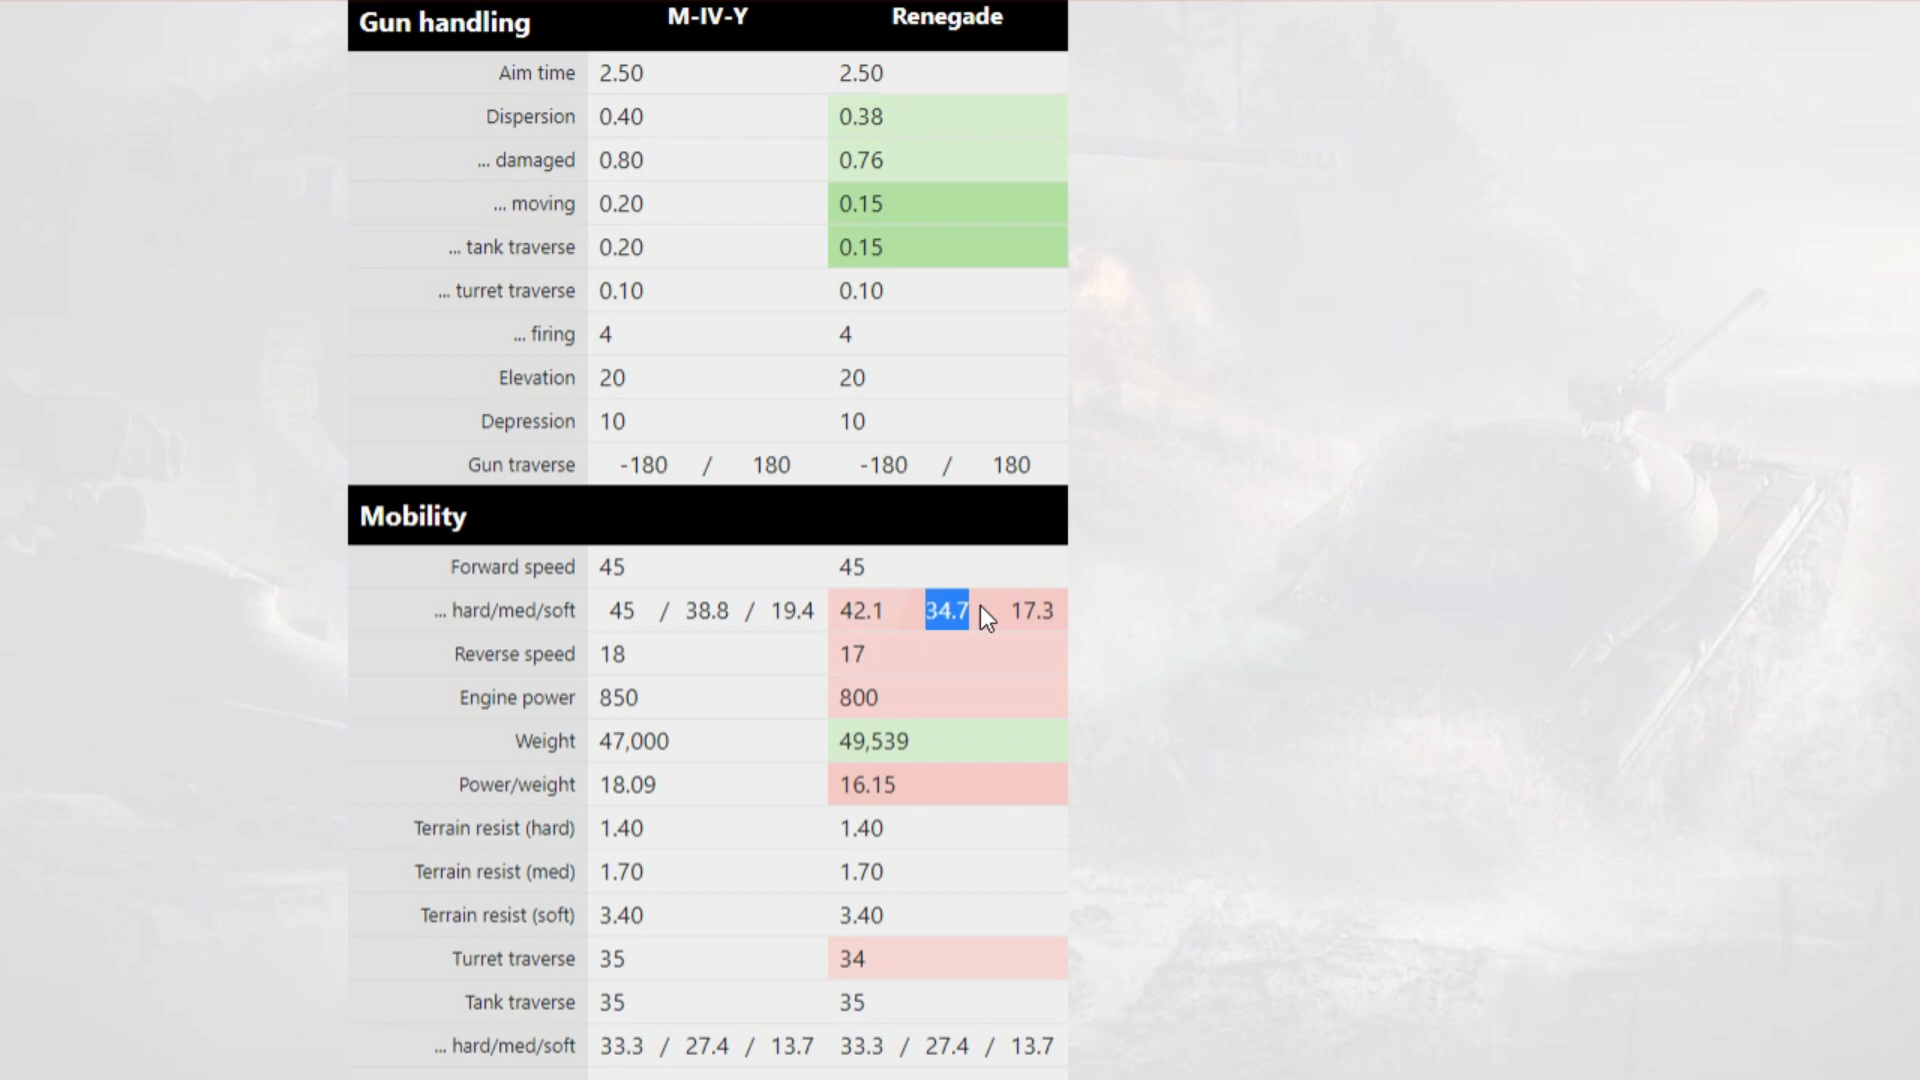 Gun handling M-IV-Y Renegade
Aim time 2.50 2.50
Dispersion 0.40 0.38
... damaged 0.80 0.76
... moving 0.20 0.15
... tank traverse 0.20 0.15
... turret traverse 0.10 0.10
... firing 4 4
Elevation 20 20
Depression 10 10
Gun traverse -180 / 180 -180 / 180
Mobility
Forward speed 45 45
... hard/med/soft 45 / 38.8 / 19.4 42.1 34.7 17.3
Reverse speed 18 17
Engine power 850 800
Weight 47,000 49,539
Power/weight 18.09 16.15
Terrain resist (hard) 1.40 1.40
Terrain resist (med) 1.70 1.70
Terrain resist (soft) 3.40 3.40
Turret traverse 35 34
Tank traverse 35 35
... hard/med/soft 33.3 / 27.4 / 13.7 33.3 / 27.4 / 13.7